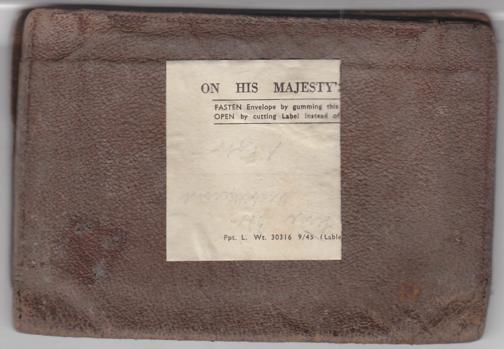 ON HIS MAJESTY'S
FASTEN Envelope by gumming this
OPEN by cutting Label instead of
Ppt. L. Wt. 30316 9/45 (Lable